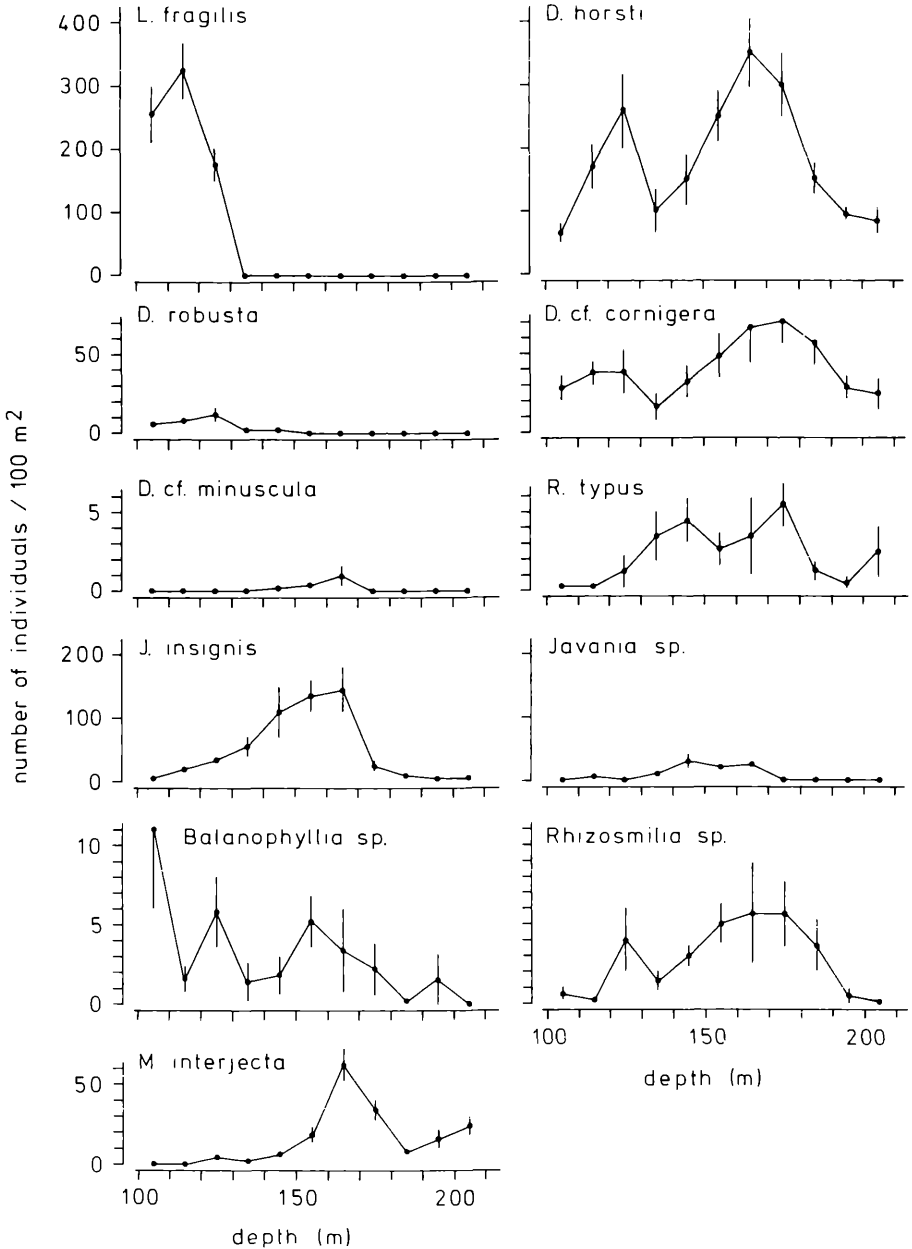 L. fragilis
D. horsti
400
300
200
100
0
D. robusta
D. cf. cornigera
50
0
D. cf. minuscula
R. typus
5
0
J. insignis
Javania sp.
200
100
0
Balanophyllia sp.
Rhizosmilia sp.
10
5
0
100 150 200
depth (m)
M interjecta
50
0
100 150 200
depth (m)
number of individuals / 100 m²